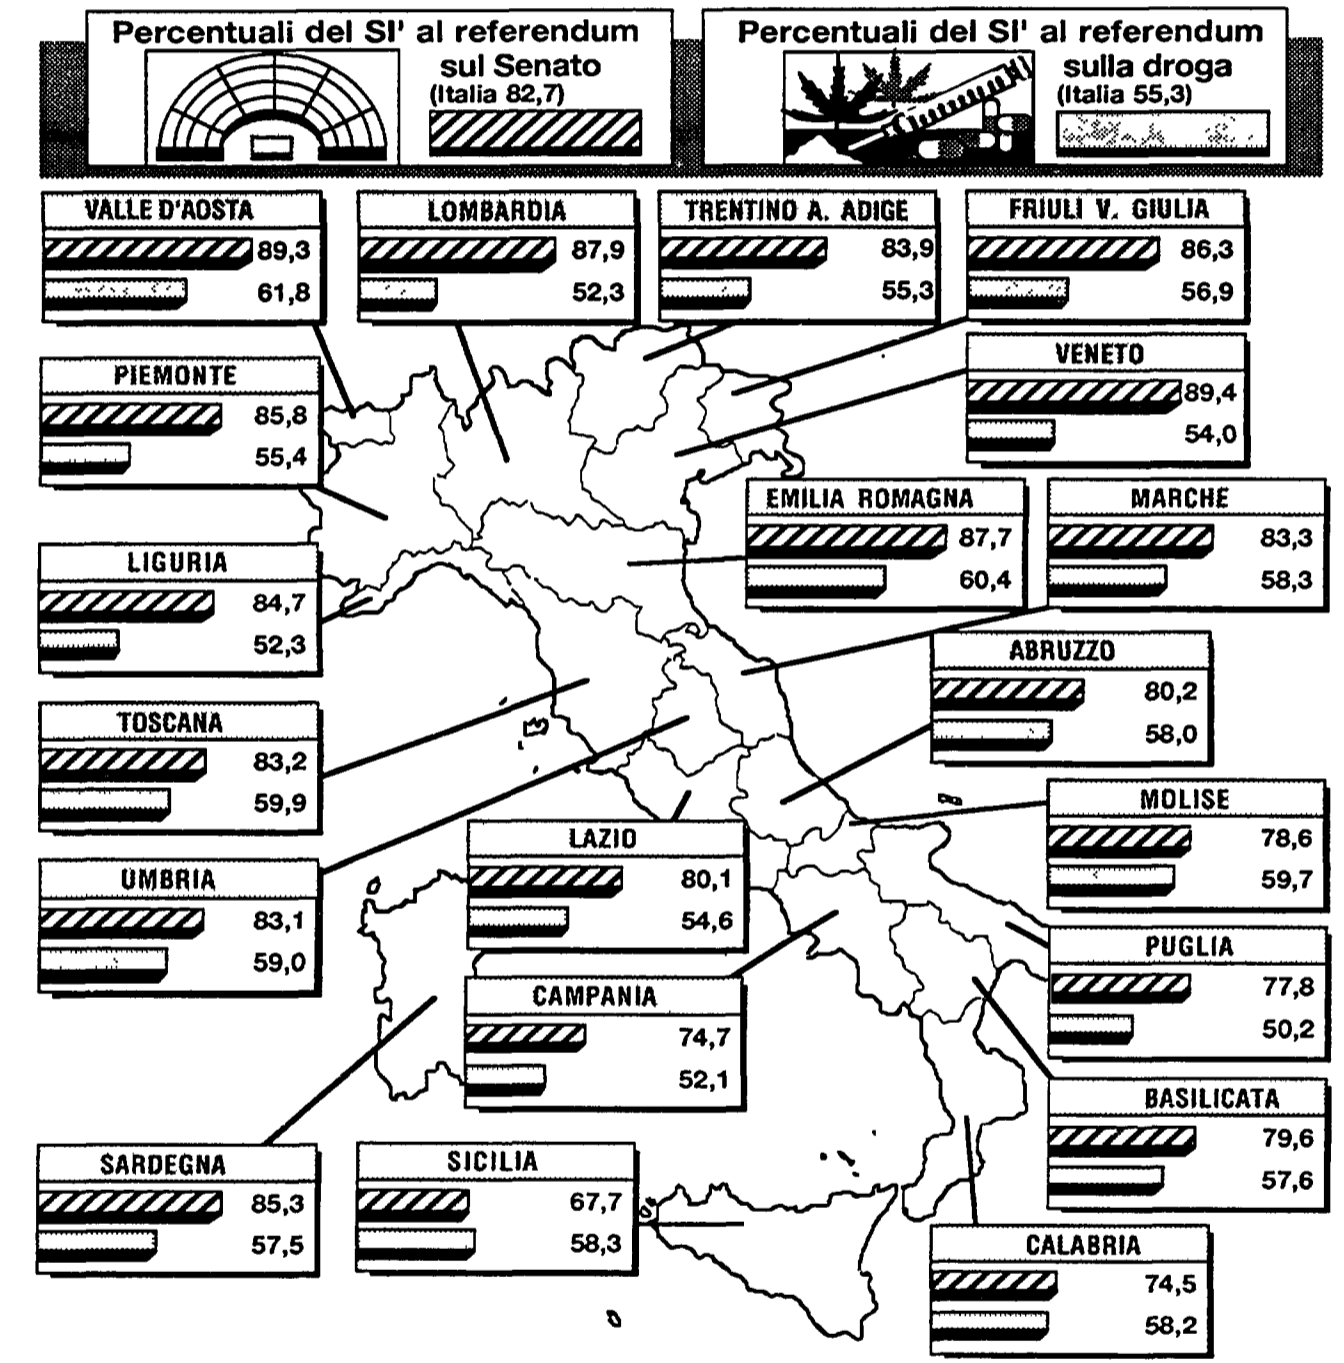 Percentuali del SI' al referendum
sul Senato
(Italia 82,7)
Percentuali del SI' al referendum
sulla droga
(Italia 55,3)
VALLE D'AOSTA
89,3
61,8
LOMBARDIA
87,9
52,3
TRENTINO A. ADIGE
83,9
55,3
FRIULI V. GIULIA
86,3
56,9
PIEMONTE
85,8
55,4
VENETO
89,4
54,0
EMILIA ROMAGNA
87,7
60,4
MARCHE
83,3
58,3
LIGURIA
84,7
52,3
ABRUZZO
80,2
58,0
TOSCANA
83,2
59,9
MOLISE
78,6
59,7
LAZIO
80,1
54,6
UMBRIA
83,1
59,0
PUGLIA
77,8
50,2
CAMPANIA
74,7
52,1
BASILICATA
79,6
57,6
SARDEGNA
85,3
57,5
SICILIA
67,7
58,3
CALABRIA
74,5
58,2